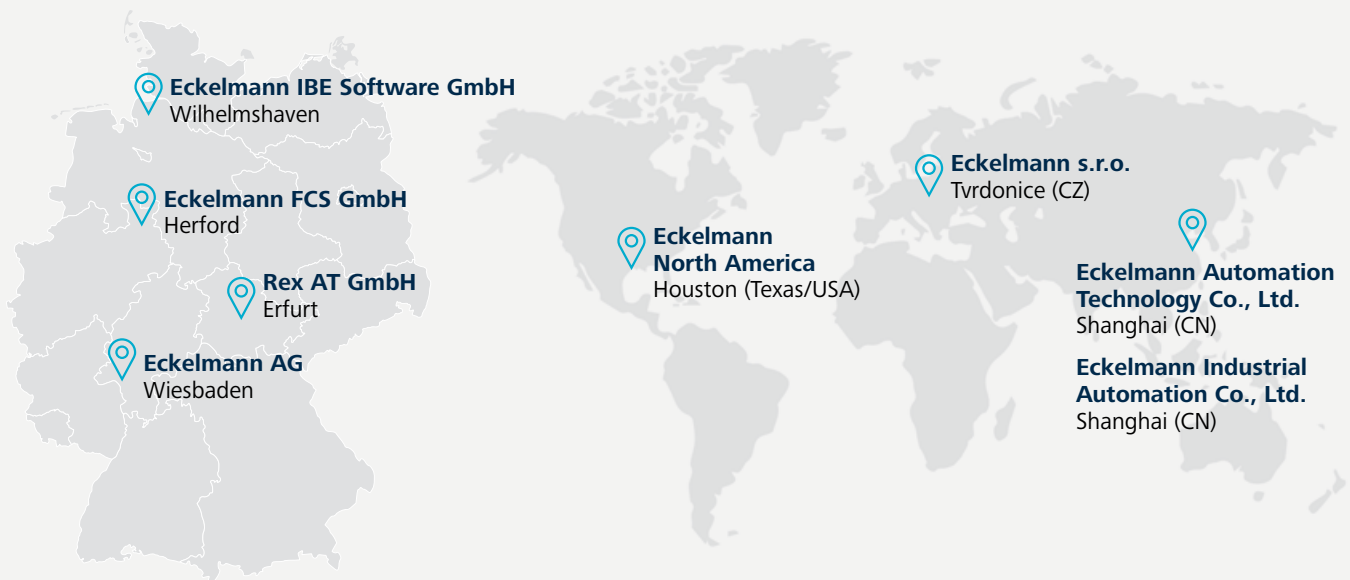 Eckelmann IBE Software GmbH
Wilhelmshaven
Eckelmann FCS GmbH
Herford
Rex AT GmbH
Erfurt
Eckelmann AG
Wiesbaden
Eckelmann
North America
Houston (Texas/USA)
Eckelmann s.r.o.
Tvrdonice (CZ)
Eckelmann Automation
Technology Co., Ltd.
Shanghai (CN)
Eckelmann Industrial
Automation Co., Ltd.
Shanghai (CN)